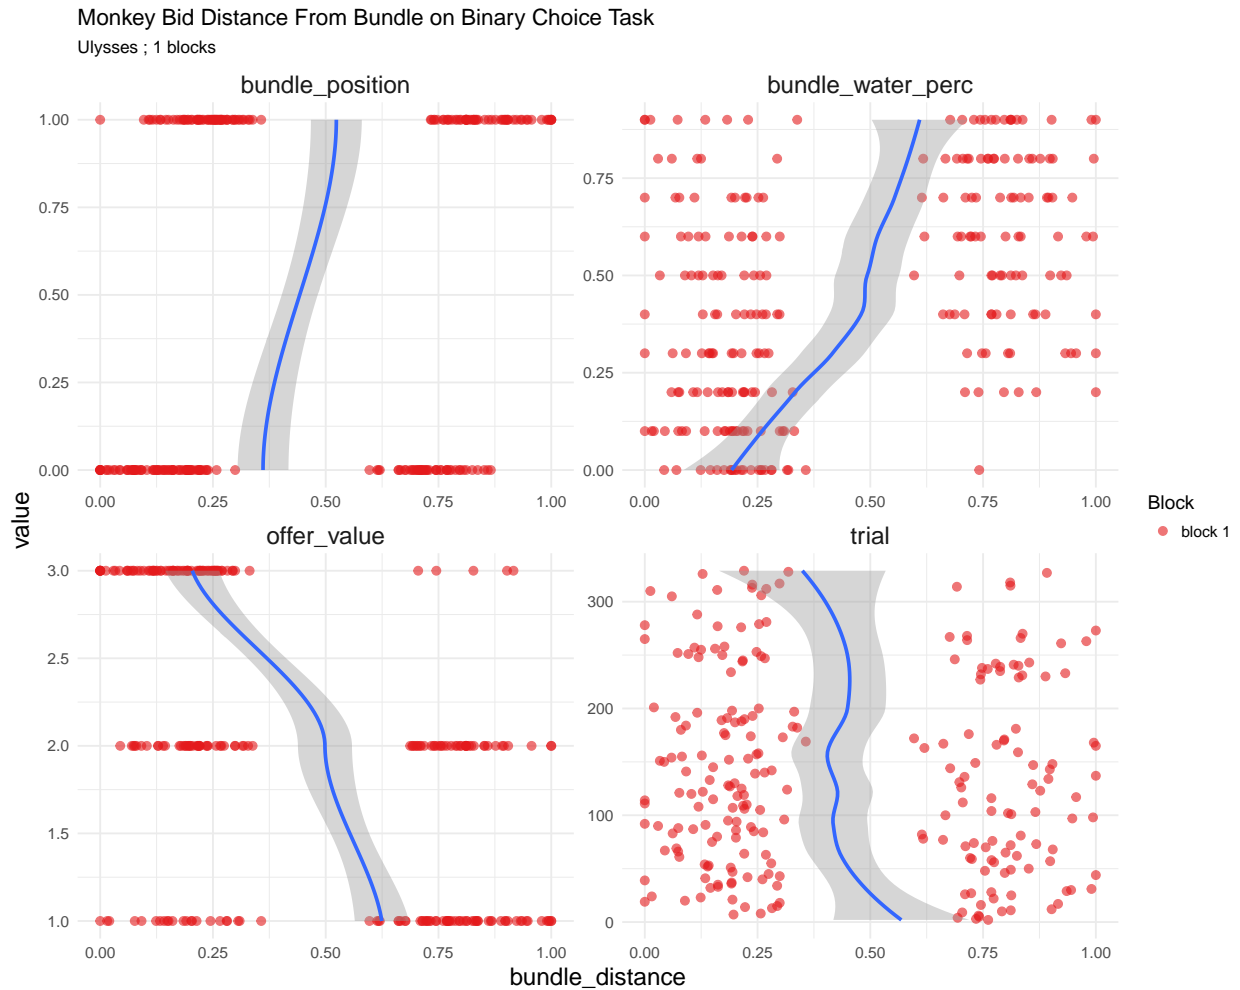 Monkey Bid Distance From Bundle on Binary Choice Task
Ulysses ; 1 blocks
bundle_position
bundle_water_perc
1.00
0.75
0.50
0.25
0.00
0.75
0.50
0.25
0.00
0.00 0.25 0.50 0.75 1.00
0.00 0.25 0.50 0.75 1.00
offer_value
trial
3.0
2.5
2.0
1.5
1.0
300
200
100
0
0.00 0.25 0.50 0.75 1.00
0.00 0.25 0.50 0.75 1.00
value
bundle_distance
Block
block 1